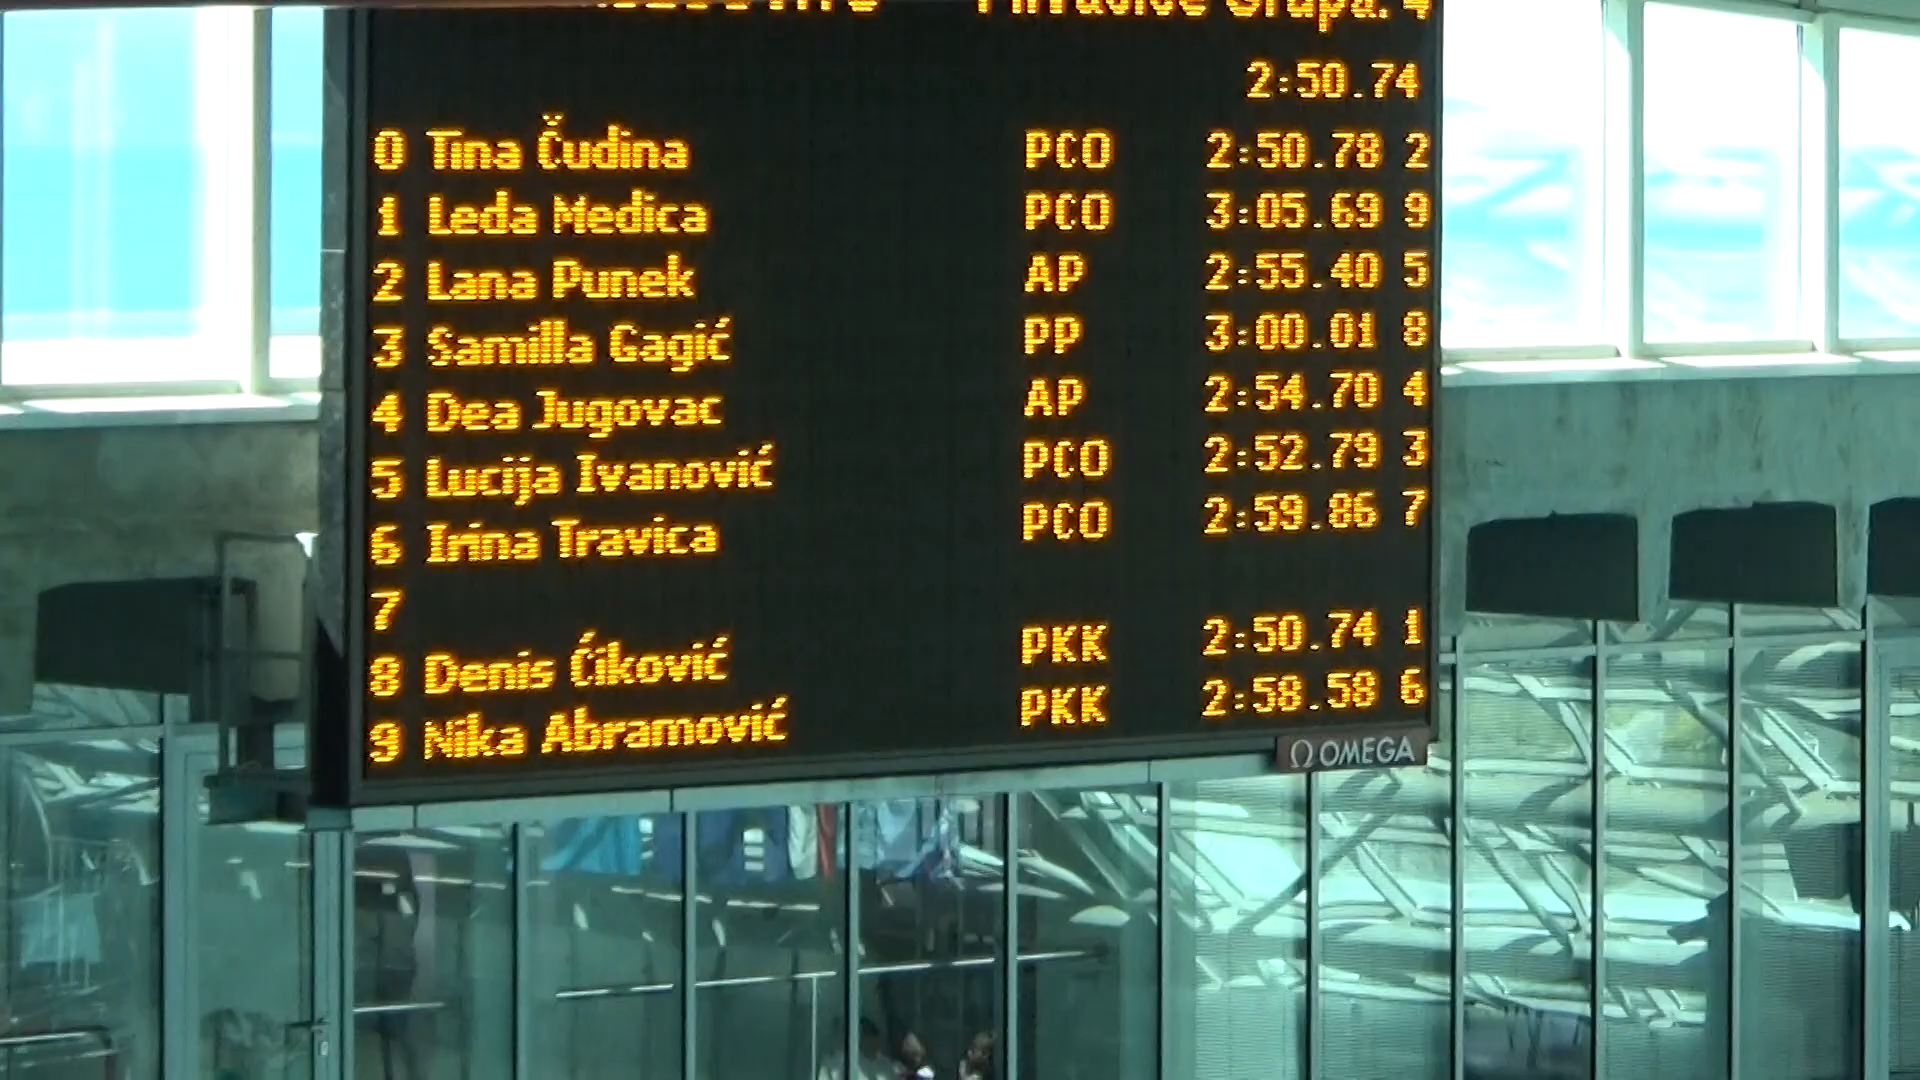 Grupa: 4
2:50.74
0 Tina Čudina PCO 2:50.78 2
1 Leda Medica PCO 3:05.69 9
2 Lana Punek AP 2:55.40 5
3 Samilla Gagić PP 3:00.01 8
4 Dea Jugovac AP 2:54.70 4
5 Lucija Ivanović PCO 2:52.79 3
6 Irina Travica PCO 2:59.86 7
7
8 Denis Ćiković PKK 2:50.74 1
9 Nika Abramović PKK 2:58.58 6
Ω OMEGA